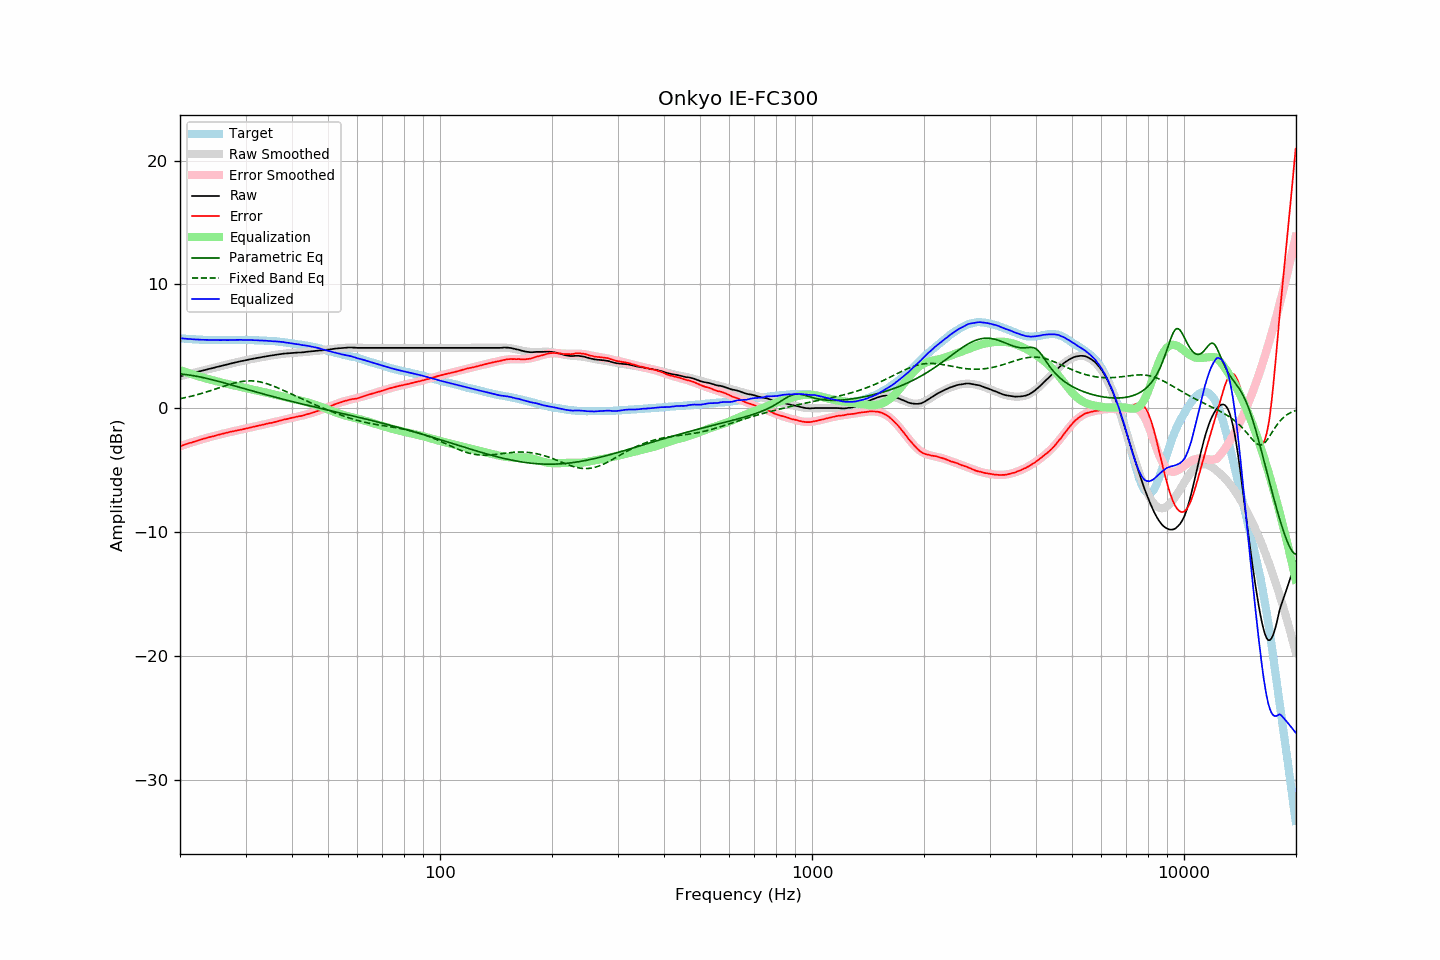 Onkyo IE-FC300
Target
Raw Smoothed
Error Smoothed
Raw
Error
Equalization
Parametric Eq
Fixed Band Eq
Equalized
20
10
0
−10
−20
−30
Amplitude (dBr)
100
1000
10000
Frequency (Hz)